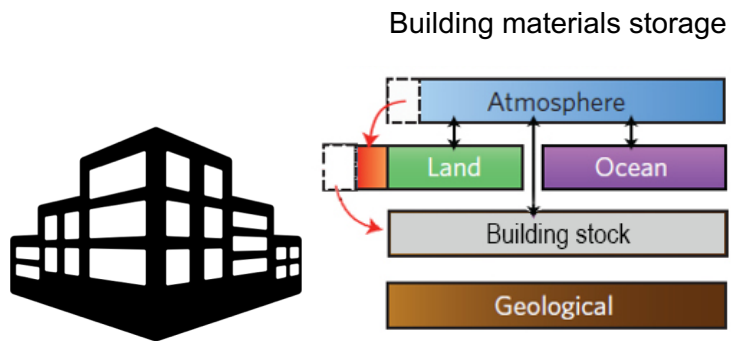 Building materials storage
Atmosphere
Land
Ocean
Building stock
Geological